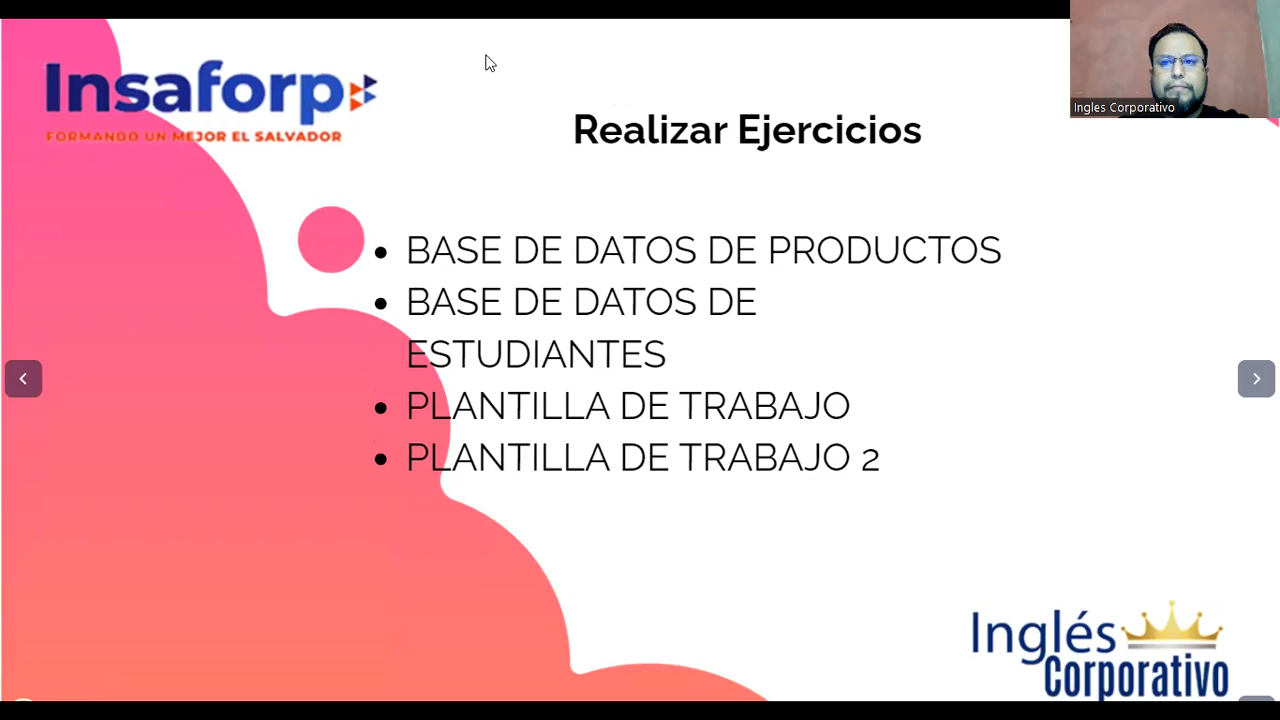 Insaforp
FORMANDO UN MEJOR EL SALVADOR
Ingles Corporativo
Realizar Ejercicios
• BASE DE DATOS DE PRODUCTOS
• BASE DE DATOS DE
ESTUDIANTES
• PLANTILLA DE TRABAJO
• PLANTILLA DE TRABAJO 2
Inglés
Corporativo